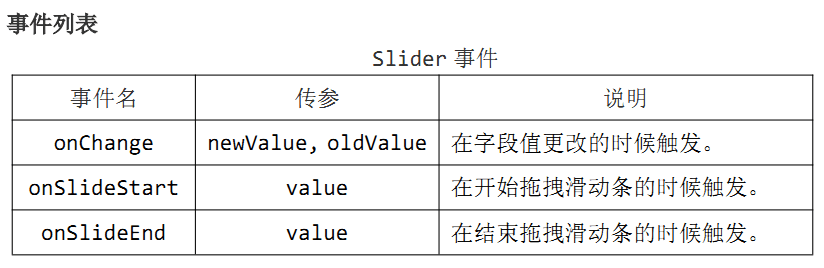 事件列表
Slider 事件
事件名 传参 说明
onChange newValue, oldValue 在字段值更改的时候触发。
onSlideStart value 在开始拖拽滑动条的时候触发。
onSlideEnd value 在结束拖拽滑动条的时候触发。